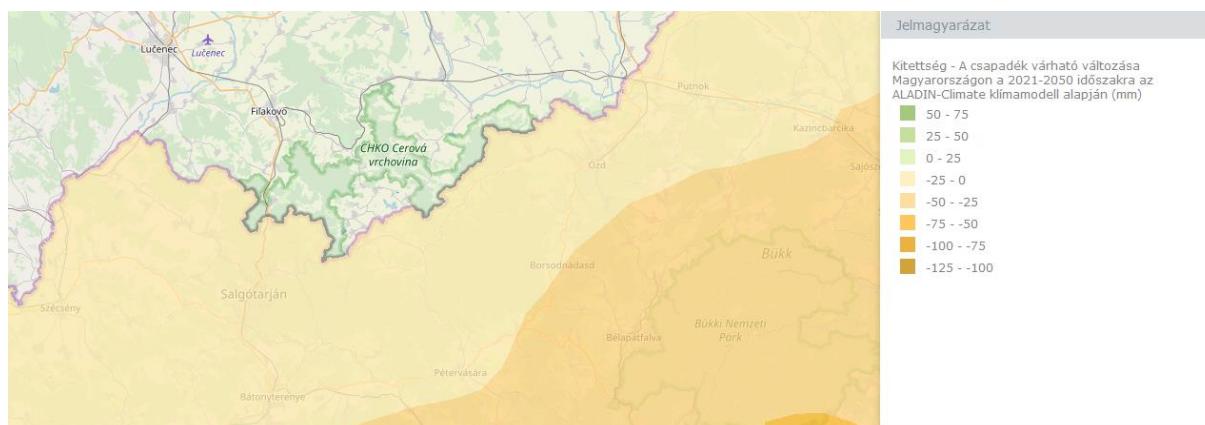 Lučenec
Lučenec
Fiľakovo
CHKO Cerová
vrchovina
Putnok
Kazincbarcika
Ózd
Sajósze
Borsodnádasd
Bükk
Salgótarján
Szécsény
Bélapátfalva
Bükki Nemzeti
Park
Pétervására
Bátonyterenye
Jelmagyarázat
Kitettség - A csapadék várható változása
Magyarországon a 2021-2050 időszakra az
ALADIN-Climate klímamodell alapján (mm)
50 - 75
25 - 50
0 - 25
-25 - 0
-50 - -25
-75 - -50
-100 - -75
-125 - -100